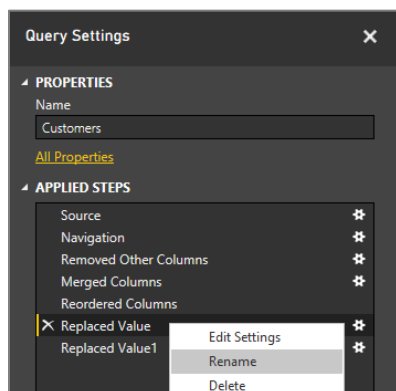 Query Settings
PROPERTIES
Name
Customers
All Properties
APPLIED STEPS
Source
Navigation
Removed Other Columns
Merged Columns
Reordered Columns
Replaced Value
Edit Settings
Replaced Value1
Rename
Delete